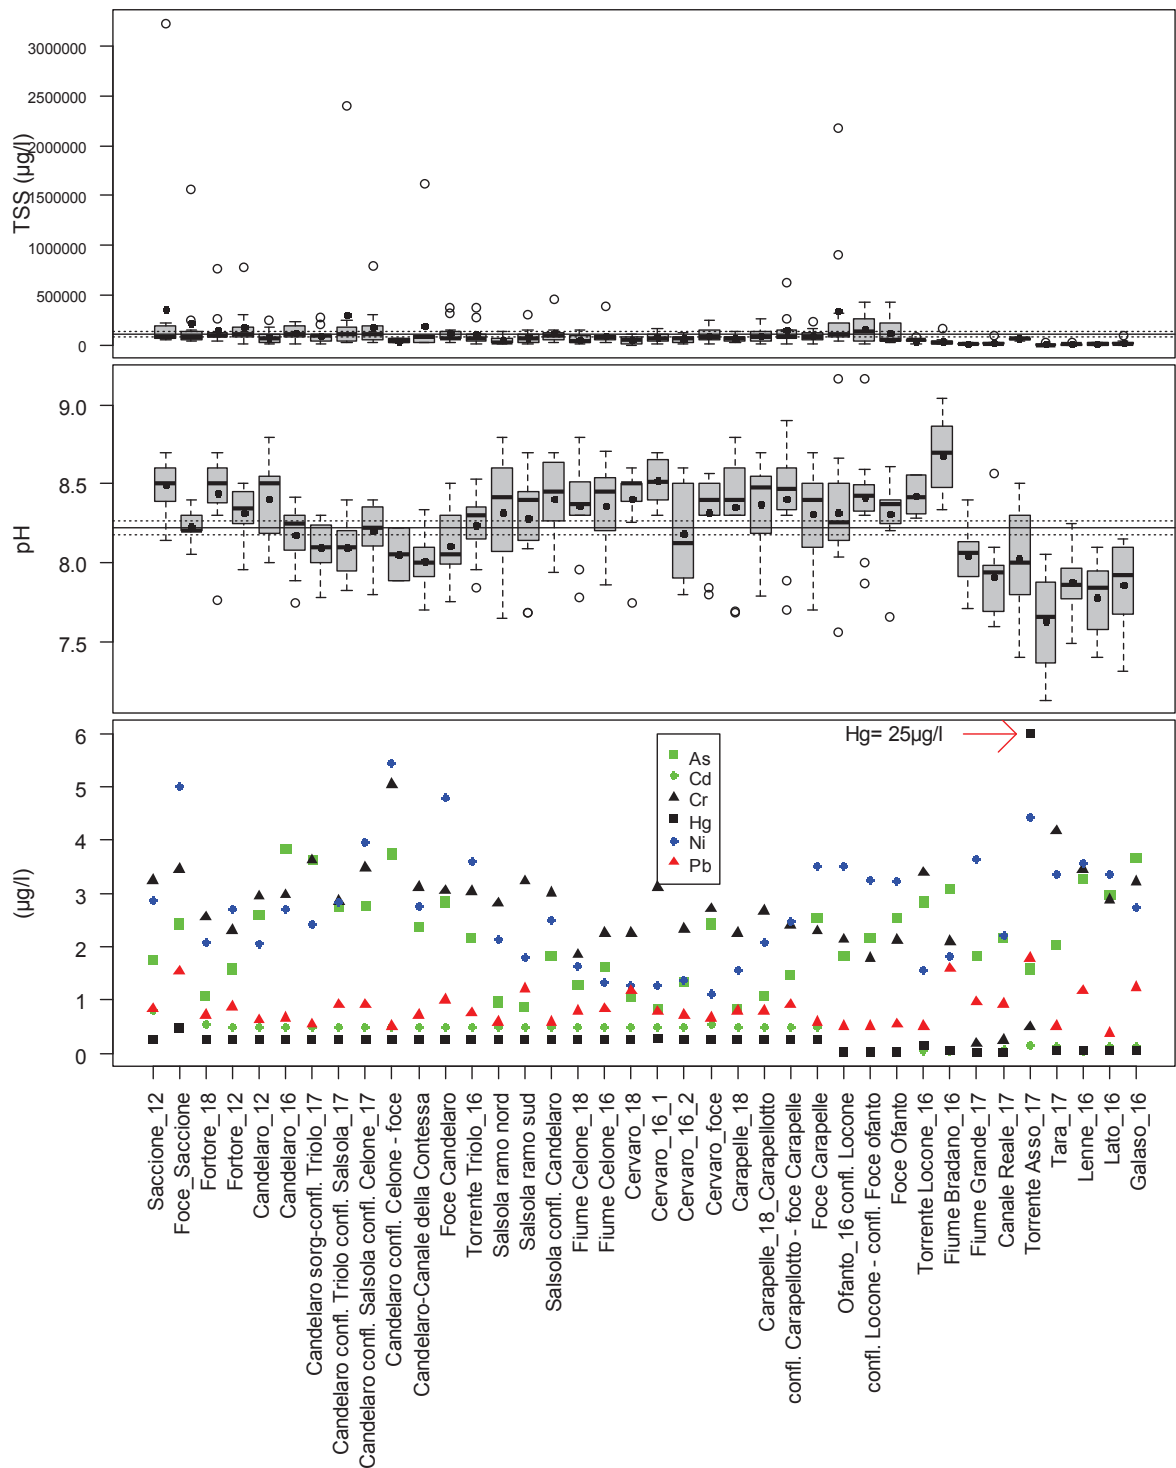 TSS (µg/l)
3000000
2500000
2000000
1500000
1000000
500000
0
pH
9.0
8.5
8.0
7.5
(µg/l)
6
5
4
3
2
1
0
Hg= 25µg/l
As
Cd
Cr
Hg
Ni
Pb
Saccione_12
Foce_Saccione
Fortore_18
Fortore_12
Candelaro_12
Candelaro_16
Candelaro sorg-confl. Triolo_17
Candelaro confl. Triolo confl. Salsola_17
Candelaro confl. Salsola confl. Celone_17
Candelaro confl. Celone - foce
Candelaro-Canale della Contessa
Foce Candelaro
Torrente Triolo_16
Salsola ramo nord
Salsola ramo sud
Salsola confl. Candelaro
Fiume Celone_18
Fiume Celone_16
Cervaro_18
Cervaro_16_1
Cervaro_16_2
Cervaro_foce
Carapelle_18
Carapelle_18_Carapellotto
confl. Carapellotto - foce Carapelle
Foce Carapelle
Ofanto_16 confl. Locone
confl. Locone - confl. Foce ofanto
Foce Ofanto
Torrente Locone_16
Fiume Bradano_16
Fiume Grande_17
Canale Reale_17
Torrente Asso_17
Tara_17
Lenne_16
Lato_16
Galaso_16